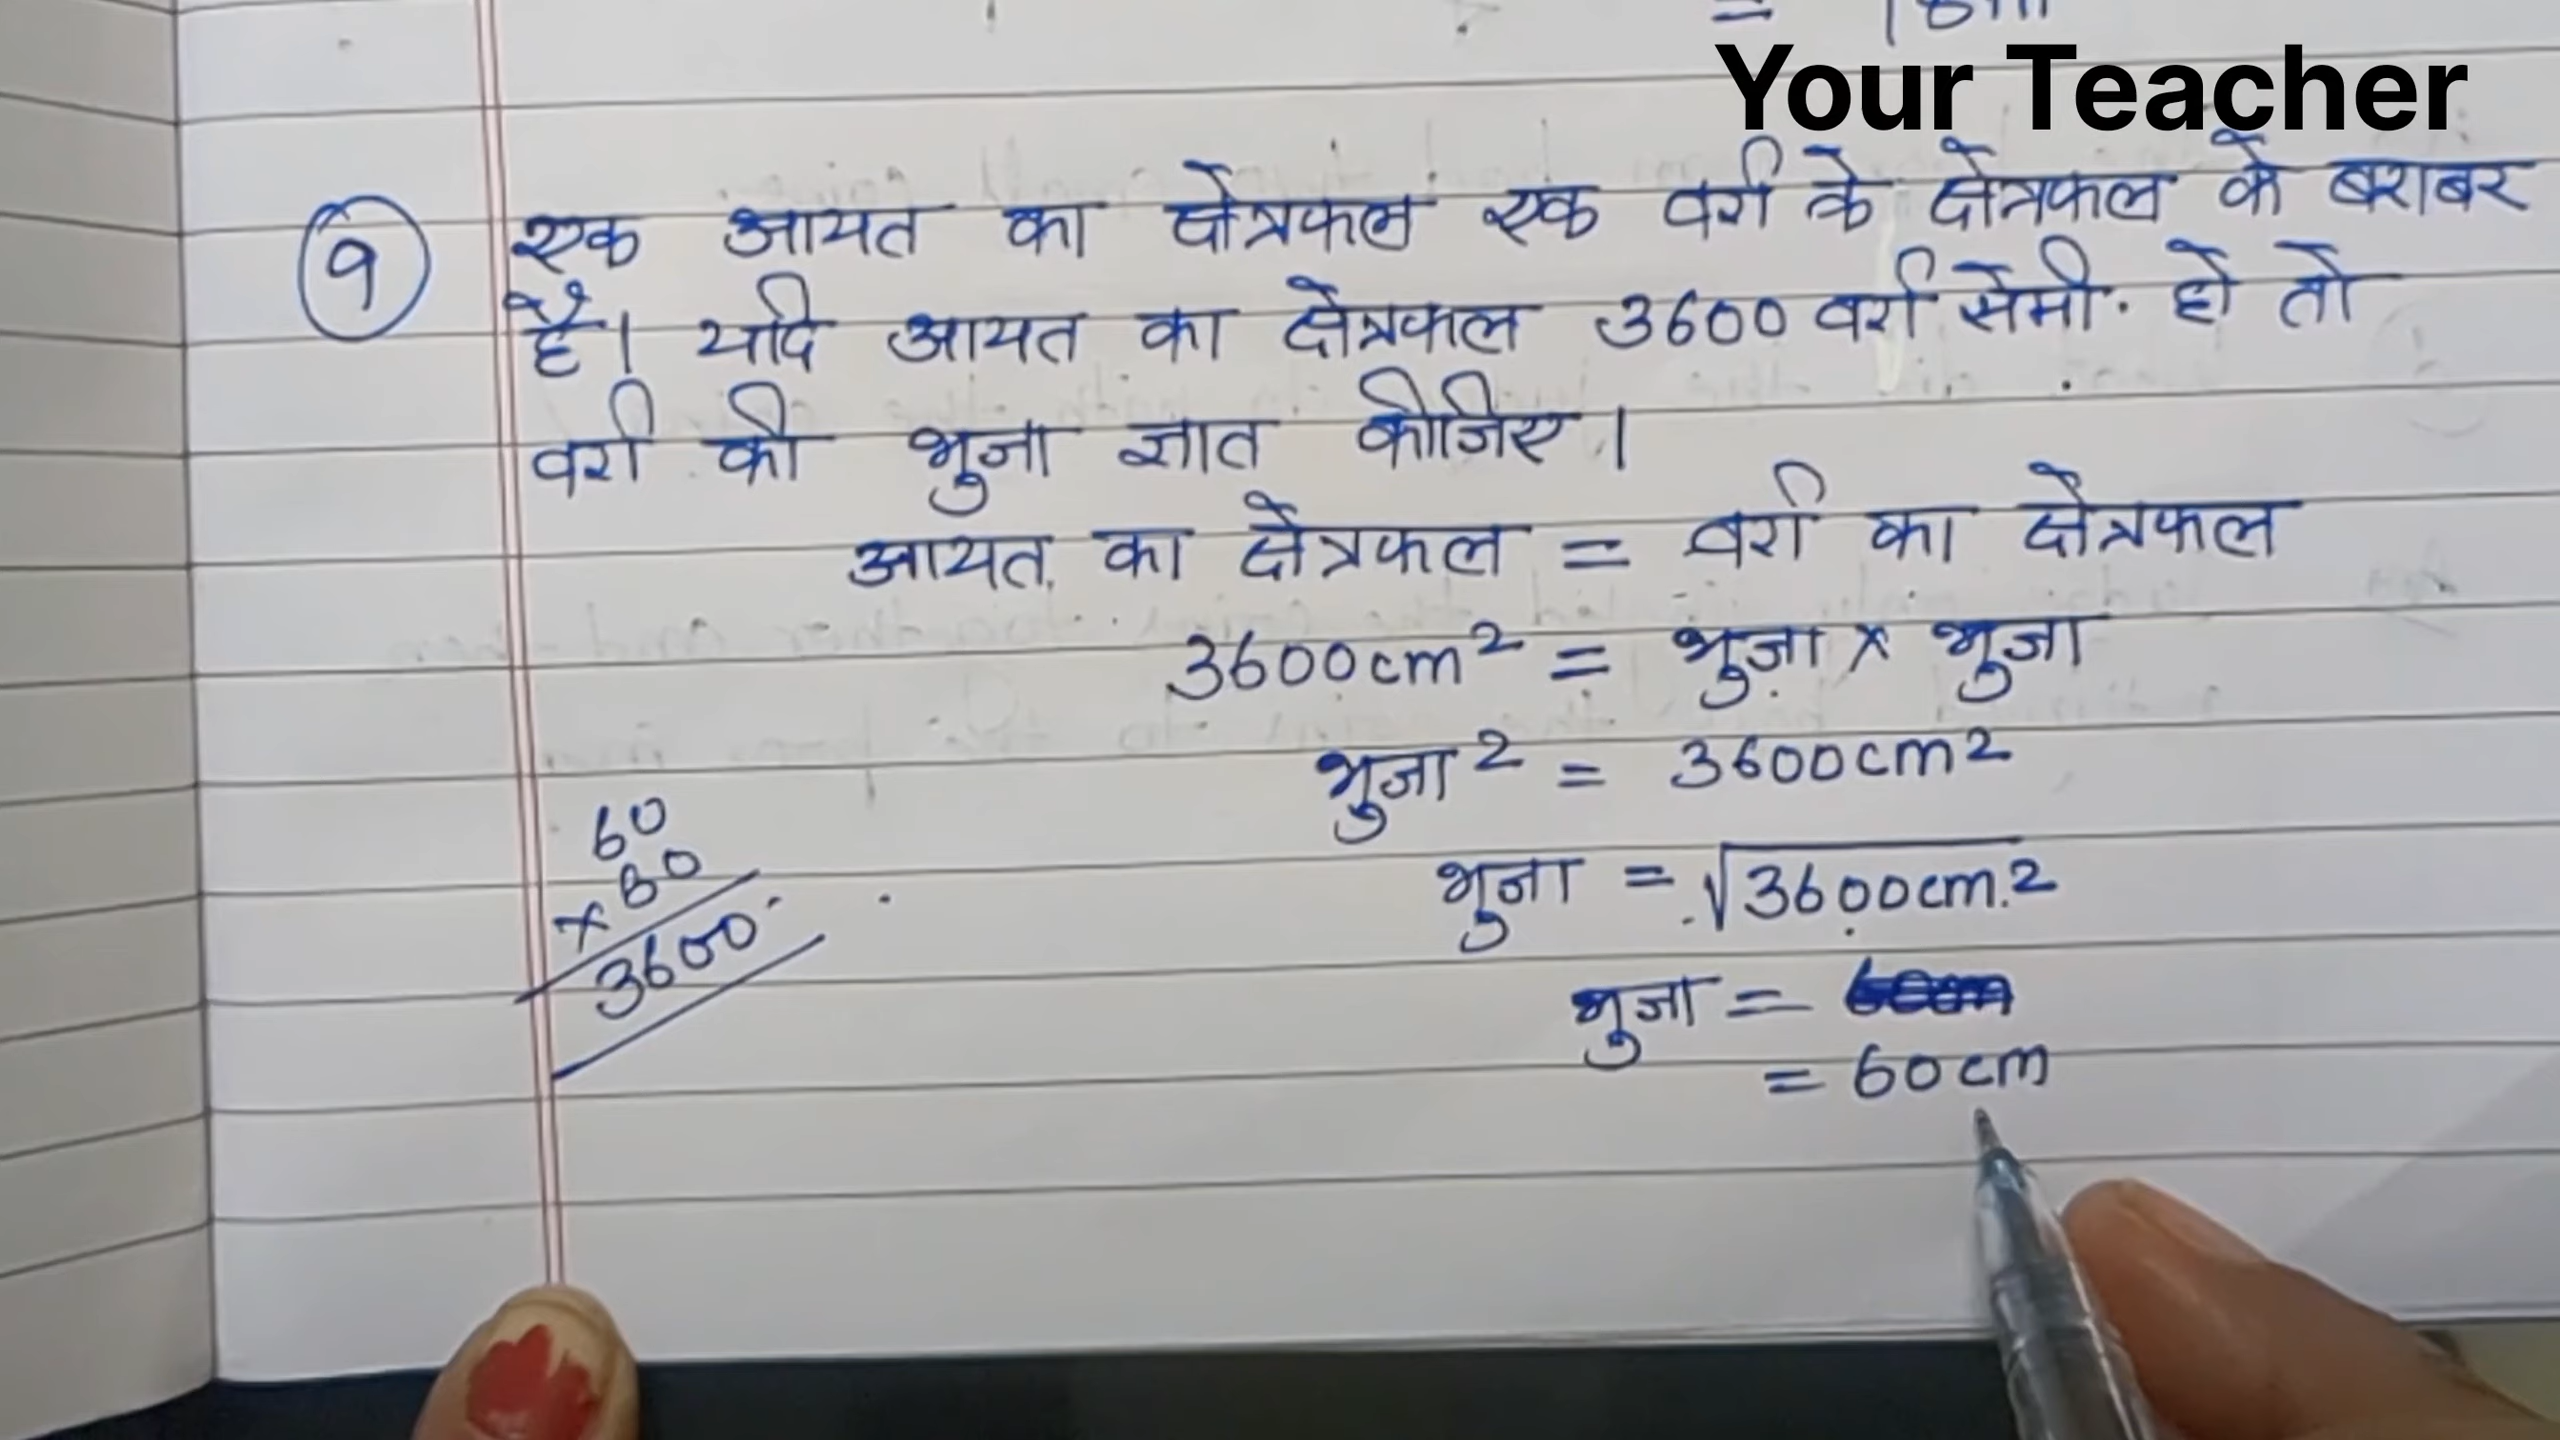 Your Teacher
9 एक आयत का क्षेत्रफल एक वर्ग के क्षेत्रफल के बराबर
है। यदि आयत का क्षेत्रफल 3600 वर्ग सेमी. हो तो
वर्ग की भुजा ज्ञात कीजिए।
आयत का क्षेत्रफल = वर्ग का क्षेत्रफल
3600cm² = भुजा × भुजा
भुजा² = 3600cm²
भुजा = √3600cm²
भुजा =
= 60cm
60
× 60
3600